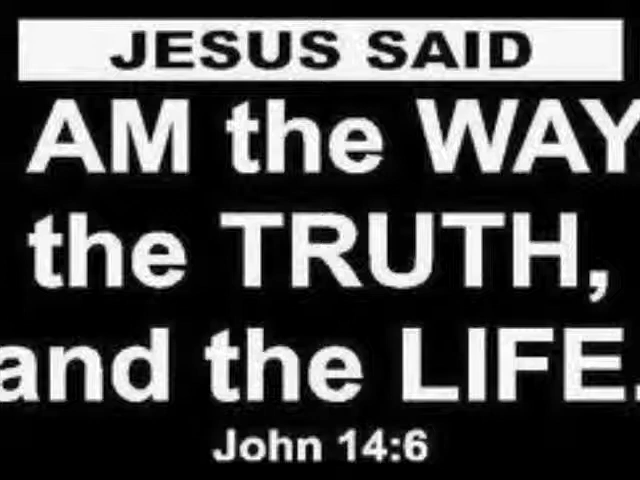 JESUS SAID
AM the WAY
the TRUTH,
and the LIFE.
John 14:6